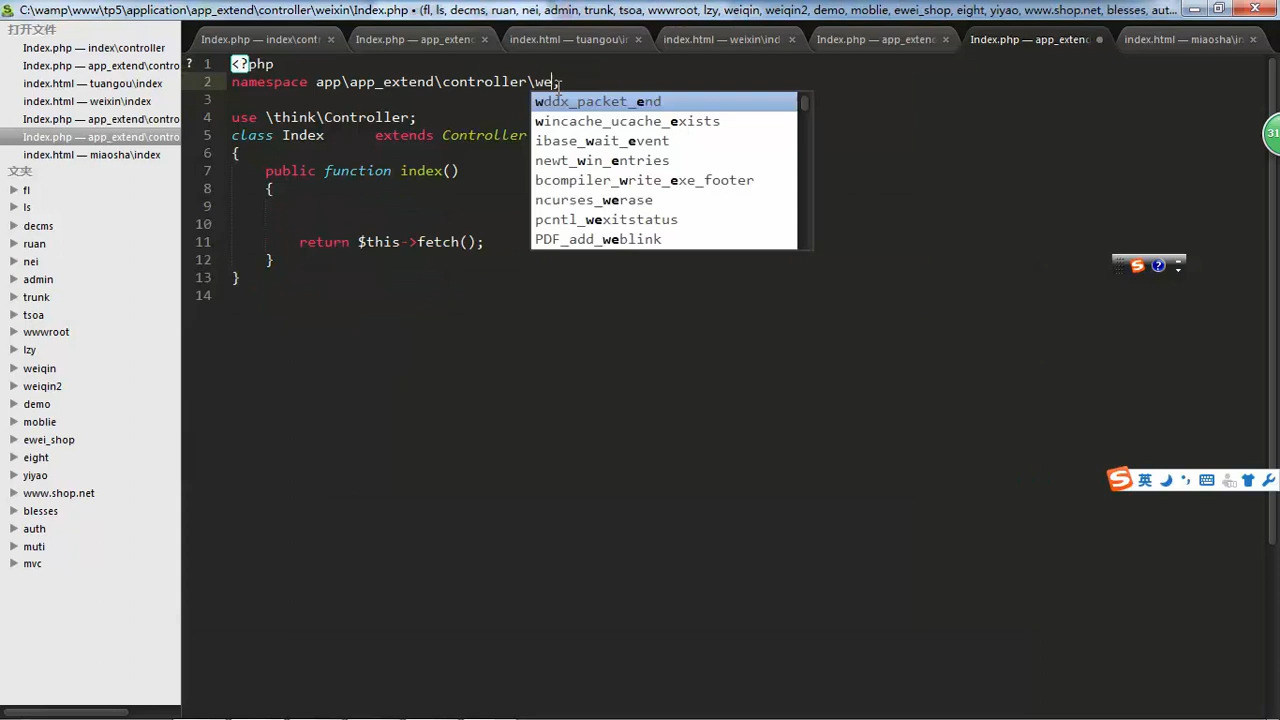 C:\wamp\www\tp5\application\app_extend\controller\weixin\Index.php • (fl, ls, decms, ruan, nei, admin, trunk, tsoa, wwwroot, lzy, weiqin, weiqin2, demo, moblie, ewei_shop, eight, yiyao, www.shop.net, blesses, aut...
打开文件
Index.php — index\controller
Index.php — app_extend\contro
index.html — tuangou\index
index.html — weixin\index
Index.php — app_extend\contro
Index.php — app_extend\contro
index.html — miaosha\index
文夹
fl
ls
decms
ruan
nei
admin
trunk
tsoa
wwwroot
lzy
weiqin
weiqin2
demo
moblie
ewei_shop
eight
yiyao
www.shop.net
blesses
auth
muti
mvc
Index.php — index\contr
Index.php — app_extenc
index.html — tuangou\in
index.html — weixin\ind
Index.php — app_extenc
Index.php — app_extenc
index.html — miaosha\in
? 1 <?php
2 namespace app\app_extend\controller\we;
3
4 use \think\Controller;
5 class Index extends Controller
6 {
7 public function index()
8 {
9
10
11 return $this->fetch();
12 }
13 }
14
wddx_packet_end
wincache_ucache_exists
ibase_wait_event
newt_win_entries
bcompiler_write_exe_footer
ncurses_werase
pcntl_wexitstatus
PDF_add_weblink
31
S ?
S 英